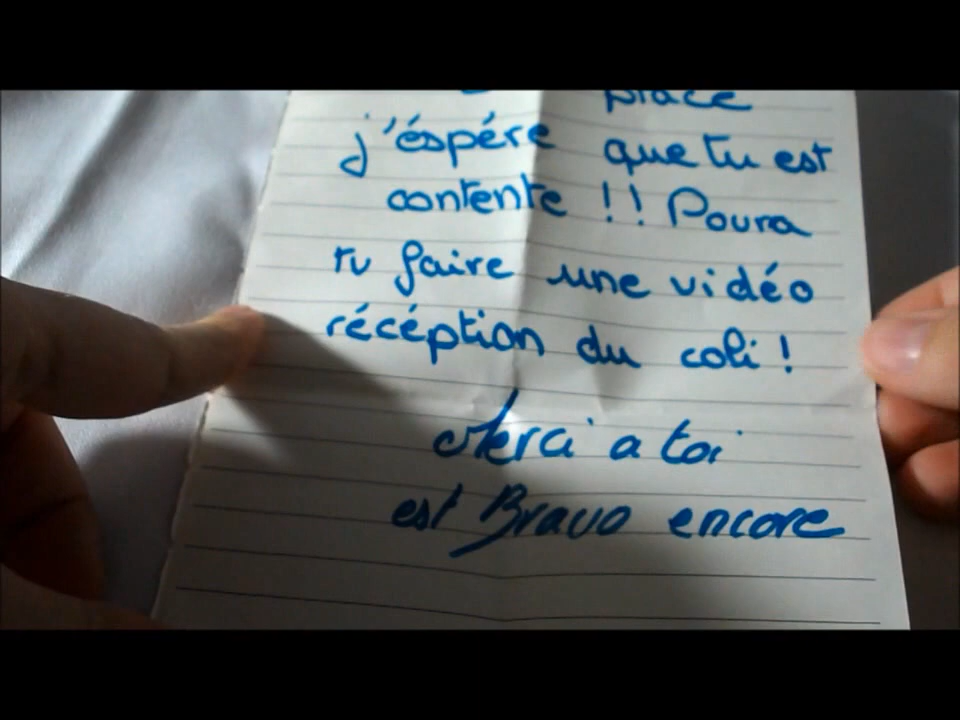 place
j'éspére que tu est
contente !! Poura
tu faire une vidéo
récéption du coli !
Merci a toi
est Bravo encore